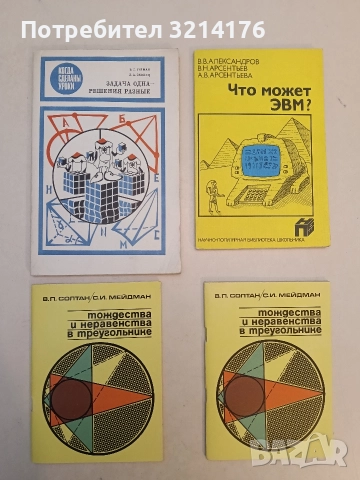 Потребител 3214176
КОГДА
СДЕЛАНЫ
УРОКИ
ЗАДАЧА ОДНА-
РЕШЕНИЯ РАЗНЫЕ
А
Б
Н
Е
Н
М
С
В.В.АЛЕКСАНДРОВ
В.Н.АРСЕНТЬЕВ
А.В.АРСЕНТЬЕВА
Что может
ЭВМ?
НАУЧНО-ПОПУЛЯРНАЯ БИБЛИОТЕКА ШКОЛЬНИКА
В.П. СОЛТАН/С.И. МЕЙДМАН
тождества
и неравенства
в треугольнике
В.П. СОЛТАН/С.И. МЕЙДМАН
тождества
и неравенства
в треугольнике
BAZAR